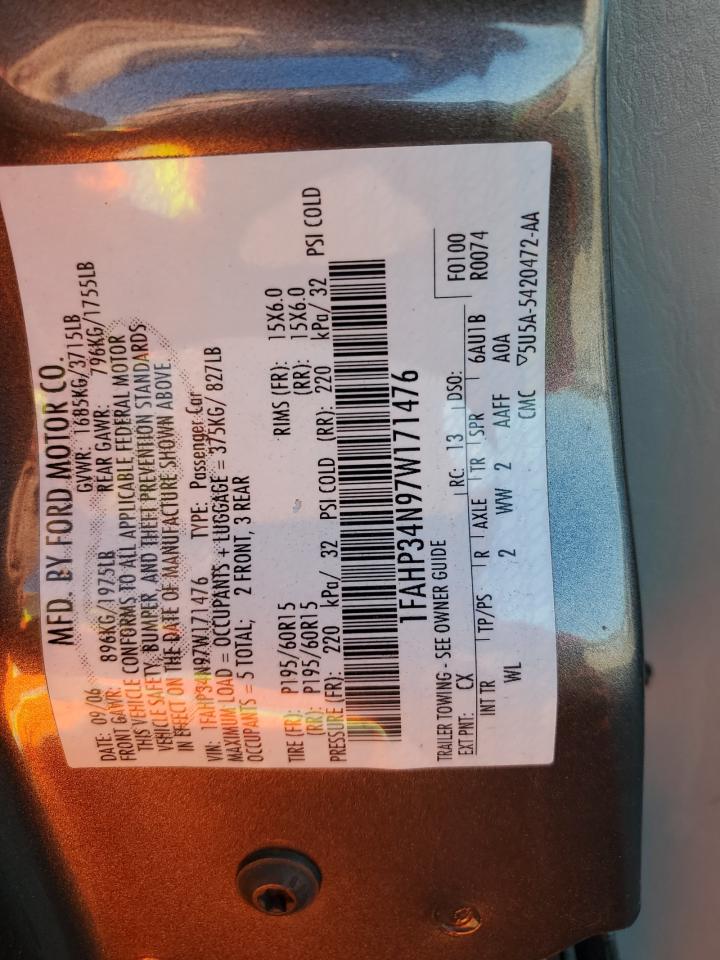 MFD. BY FORD MOTOR CO.
DATE: 09/06 GVWR: 1685KG/3715LB
FRONT GAWR: 896KG/1975LB REAR GAWR: 796KG/1755LB
THIS VEHICLE CONFORMS TO ALL APPLICABLE FEDERAL MOTOR
VEHICLE SAFETY, BUMPER, AND THEFT PREVENTION STANDARDS
IN EFFECT ON THE DATE OF MANUFACTURE SHOWN ABOVE
VIN: 1FAHP34N97W171476 TYPE: Passenger Car
MAXIMUM LOAD = OCCUPANTS + LUGGAGE = 375KG/ 827LB
OCCUPANTS = 5 TOTAL; 2 FRONT, 3 REAR
TIRE (FR): P195/60R15 RIMS (FR): 15X6.0
(RR): P195/60R15 (RR): 15X6.0
PRESSURE (FR): 220 kPa/ 32 PSI COLD (RR): 220 kPa/ 32 PSI COLD
1FAHP34N97W171476
TRAILER TOWING - SEE OWNER GUIDE F0100
EXT PNT: CX RC: 13 DSO: R0074
INT TR TP/PS R AXLE TR SPR 6AU1B
WL 2 WW 2 AAFF A0A
CMC ▽5U5A-5420472-AA